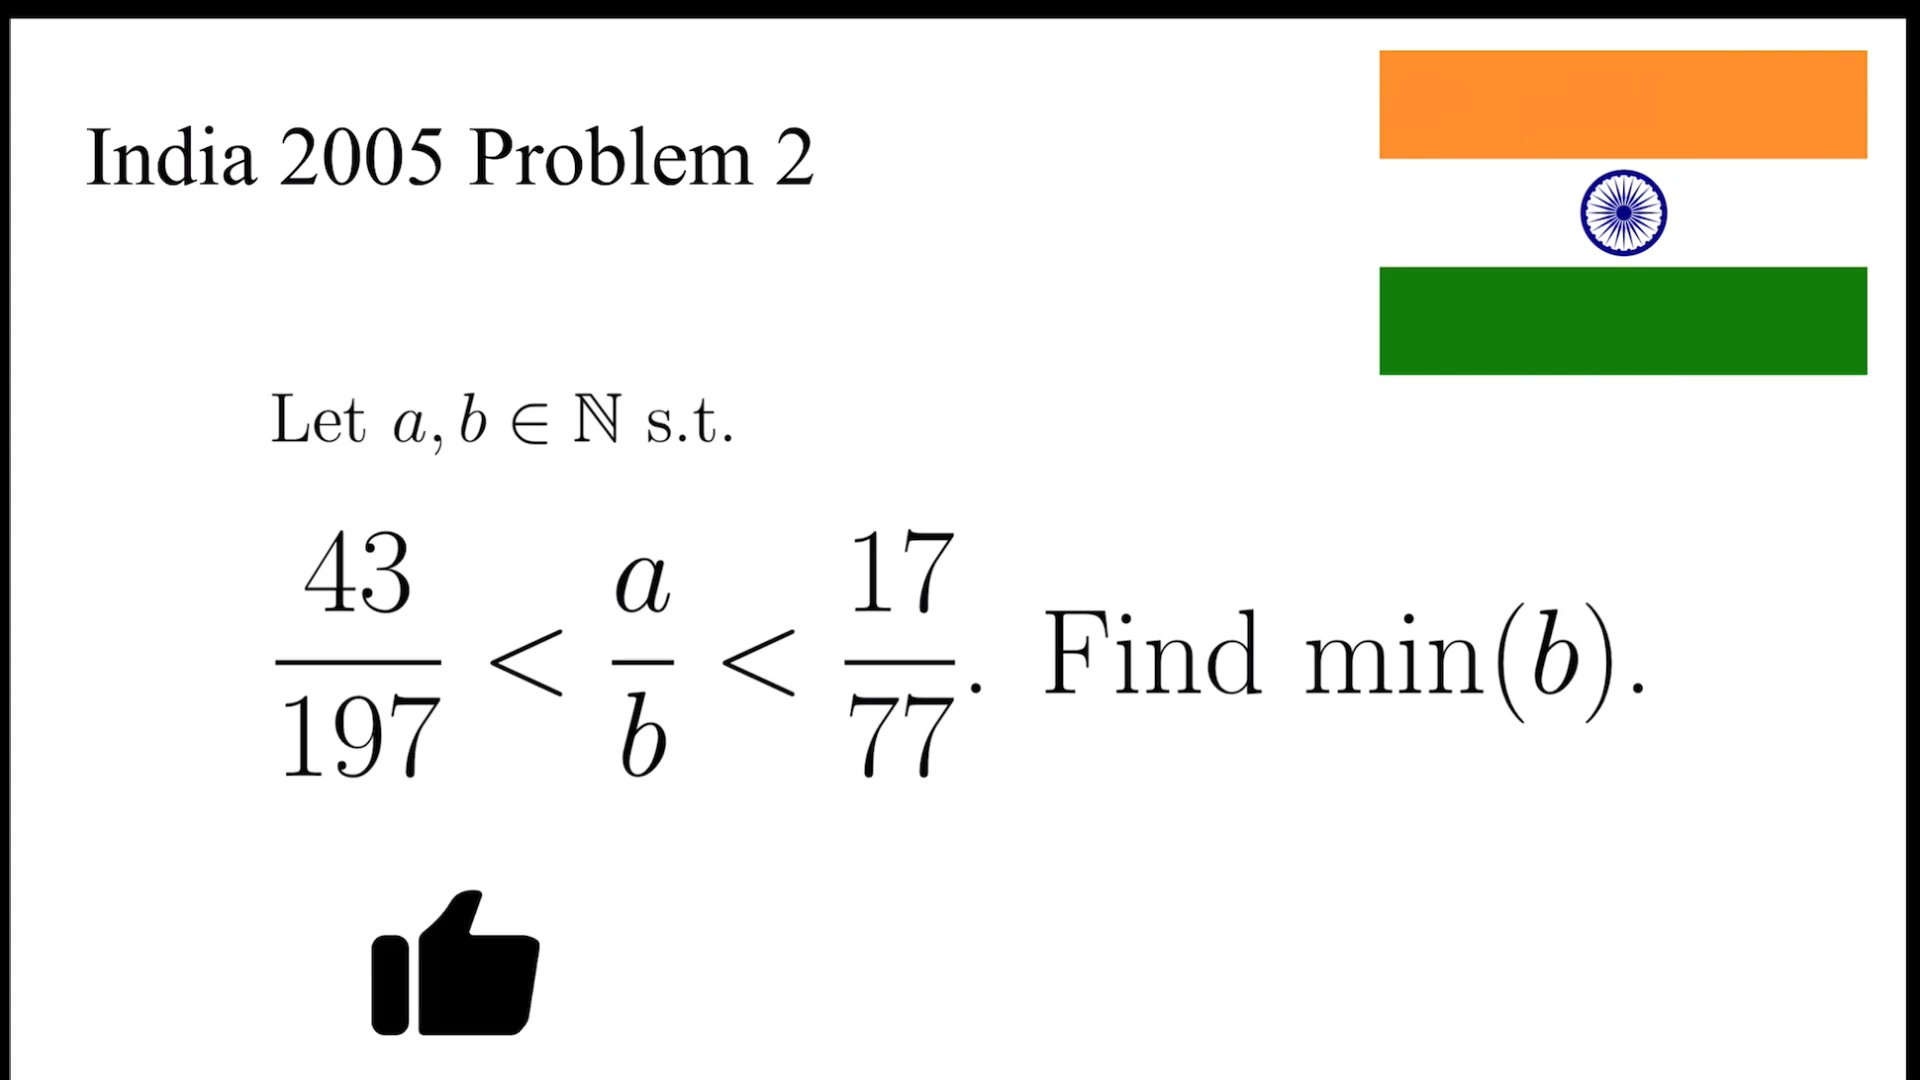 India 2005 Problem 2
Let a, b ∈ ℕ s.t.
43/197 < a/b < 17/77. Find min(b).